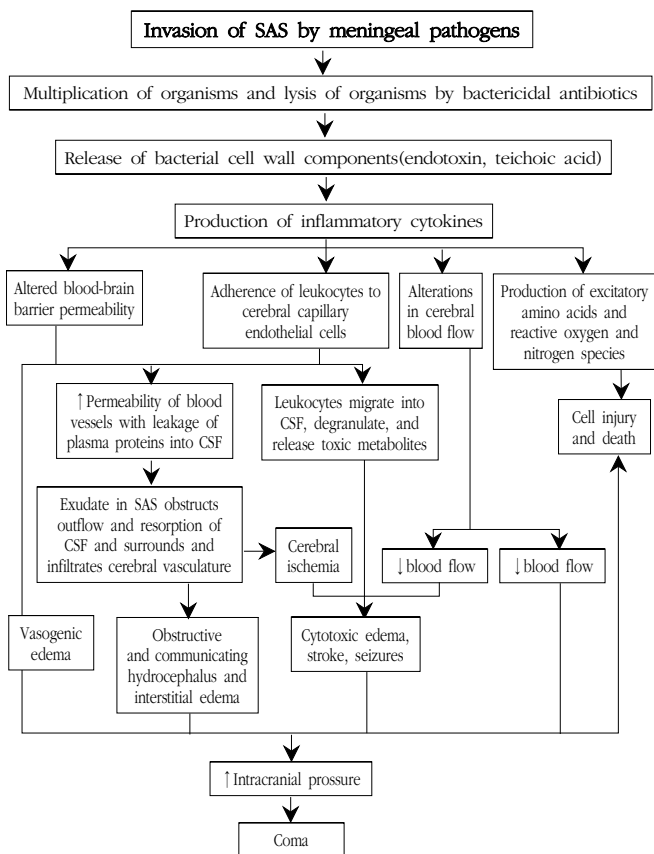 Invasion of SAS by meningeal pathogens
Multiplication of organisms and lysis of organisms by bactericidal antibiotics
Release of bacterial cell wall components(endotoxin, teichoic acid)
Production of inflammatory cytokines
Altered blood-brain
barrier permeability
Adherence of leukocytes to
cerebral capillary
endothelial cells
Alterations
in cerebral
blood flow
Production of excitatory
amino acids and
reactive oxygen and
nitrogen species
↑Permeability of blood
vessels with leakage of
plasma proteins into CSF
Leukocytes migrate into
CSF, degranulate, and
release toxic metabolites
Cell injury
and death
Exudate in SAS obstructs
outflow and resorption of
CSF and surrounds and
infiltrates cerebral vasculature
Cerebral
ischemia
↓blood flow
↓blood flow
Vasogenic
edema
Obstructive
and communicating
hydrocephalus and
interstitial edema
Cytotoxic edema,
stroke, seizures
↑Intracranial prossure
Coma